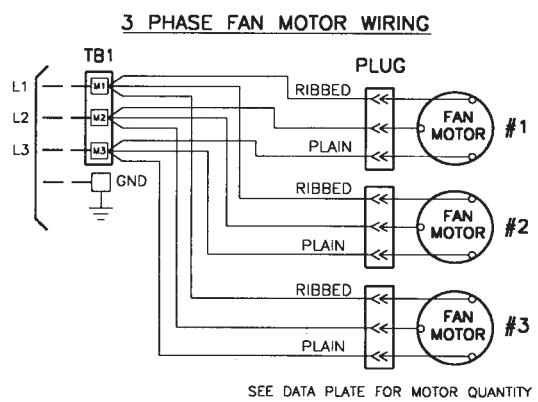 3 PHASE FAN MOTOR WIRING
TB1
PLUG
L1
M1
RIBBED
FAN
MOTOR
#1
L2
M2
L3
M3
PLAIN
GND
RIBBED
FAN
MOTOR
#2
PLAIN
RIBBED
FAN
MOTOR
#3
PLAIN
SEE DATA PLATE FOR MOTOR QUANTITY